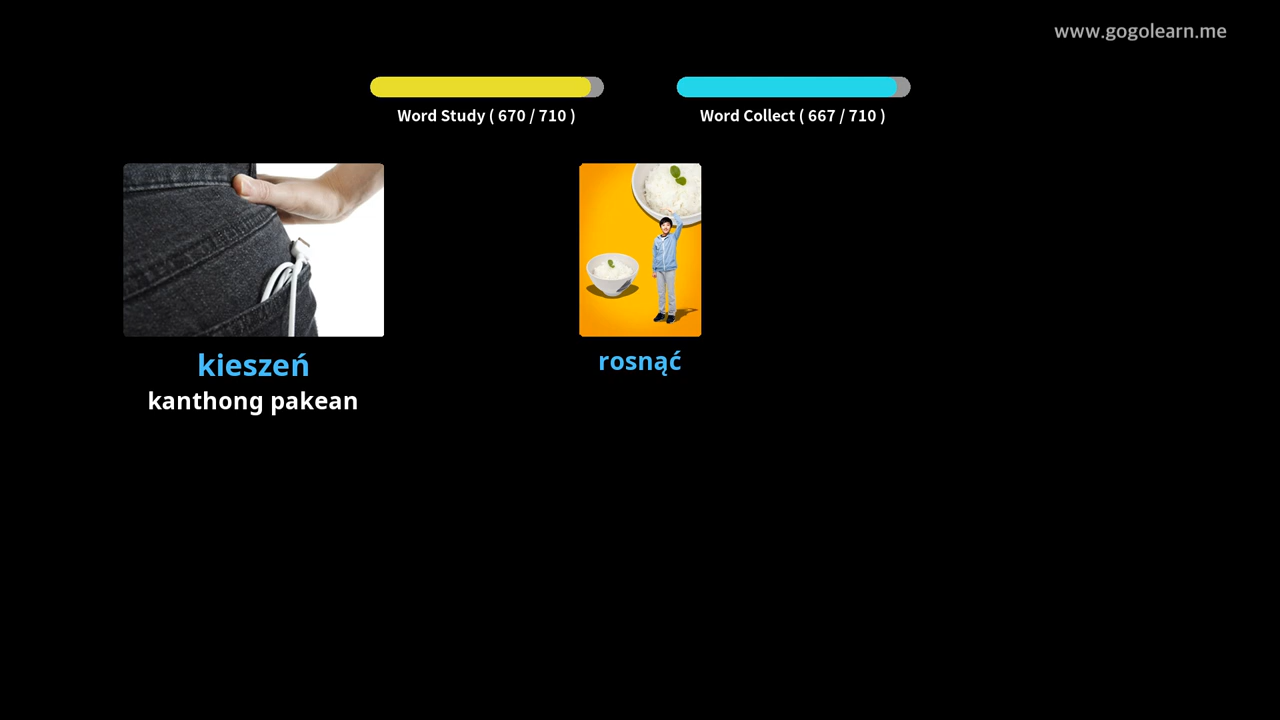 www.gogolearn.me
Word Study ( 670 / 710 )
Word Collect ( 667 / 710 )
kieszeń
kanthong pakean
rosnąć